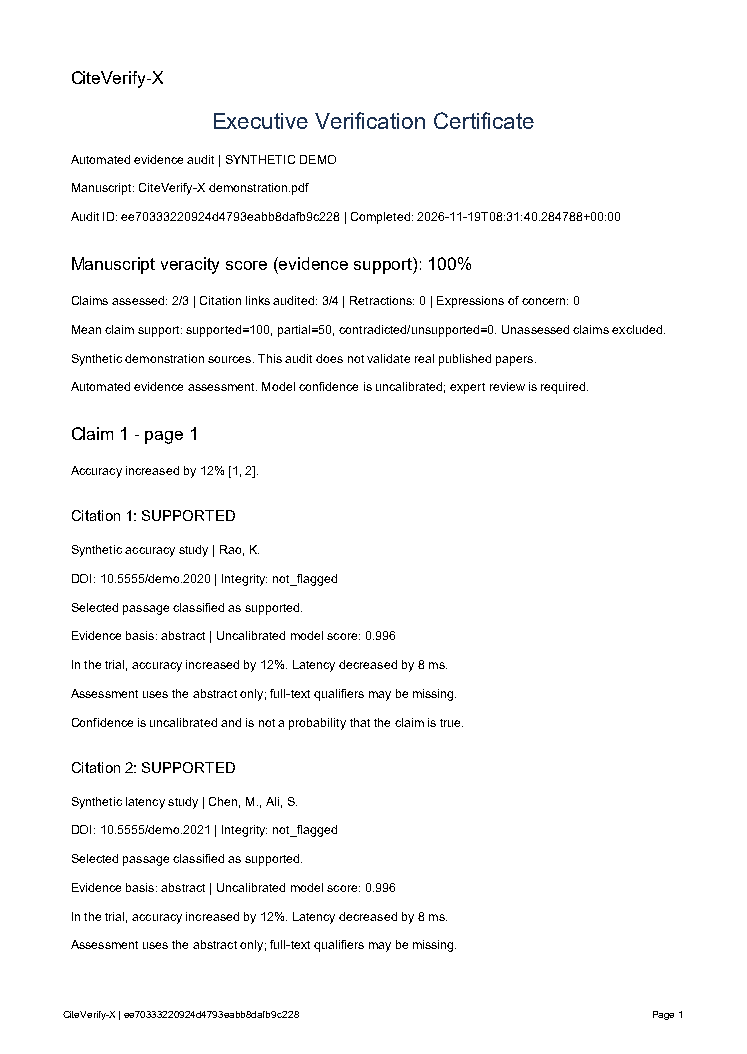 CiteVerify-X
Executive Verification Certificate
Automated evidence audit | SYNTHETIC DEMO
Manuscript: CiteVerify-X demonstration.pdf
Audit ID: ee70333220924d4793eabb8dafb9c228 | Completed: 2026-11-19T08:31:40.284788+00:00
Manuscript veracity score (evidence support): 100%
Claims assessed: 2/3 | Citation links audited: 3/4 | Retractions: 0 | Expressions of concern: 0
Mean claim support: supported=100, partial=50, contradicted/unsupported=0. Unassessed claims excluded.
Synthetic demonstration sources. This audit does not validate real published papers.
Automated evidence assessment. Model confidence is uncalibrated; expert review is required.
Claim 1 - page 1
Accuracy increased by 12% [1, 2].
Citation 1: SUPPORTED
Synthetic accuracy study | Rao, K.
DOI: 10.5555/demo.2020 | Integrity: not_flagged
Selected passage classified as supported.
Evidence basis: abstract | Uncalibrated model score: 0.996
In the trial, accuracy increased by 12%. Latency decreased by 8 ms.
Assessment uses the abstract only; full-text qualifiers may be missing.
Confidence is uncalibrated and is not a probability that the claim is true.
Citation 2: SUPPORTED
Synthetic latency study | Chen, M., Ali, S.
DOI: 10.5555/demo.2021 | Integrity: not_flagged
Selected passage classified as supported.
Evidence basis: abstract | Uncalibrated model score: 0.996
In the trial, accuracy increased by 12%. Latency decreased by 8 ms.
Assessment uses the abstract only; full-text qualifiers may be missing.
CiteVerify-X | ee70333220924d4793eabb8dafb9c228
Page 1